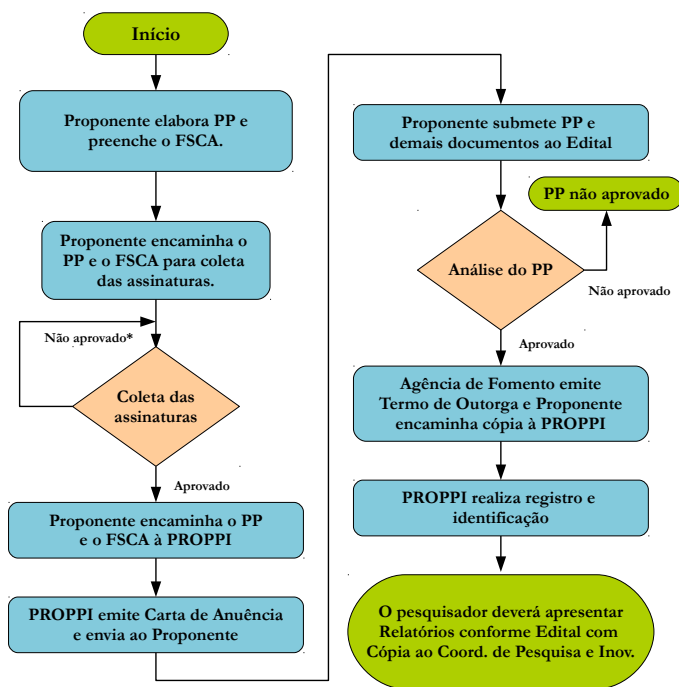 Início
Proponente elabora PP e
preenche o FSCA.
Proponente encaminha o
PP e o FSCA para coleta
das assinaturas.
Não aprovado*
Coleta das
assinaturas
Aprovado
Proponente encaminha o PP
e o FSCA à PROPPI
PROPPI emite Carta de Anuência
e envia ao Proponente
Proponente submete PP e
demais documentos ao Edital
PP não aprovado
Análise do PP
Não aprovado
Aprovado
Agência de Fomento emite
Termo de Outorga e Proponente
encaminha cópia à PROPPI
PROPPI realiza registro e
identificação
O pesquisador deverá apresentar
Relatórios conforme Edital com
Cópia ao Coord. de Pesquisa e Inov.